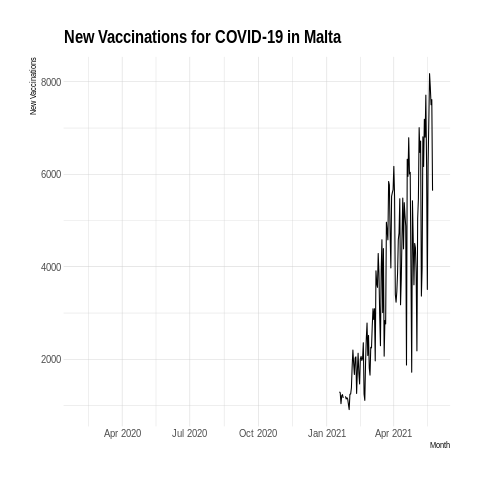 New Vaccinations for COVID-19 in Malta
New Vaccinations
8000
6000
4000
2000
Apr 2020 Jul 2020 Oct 2020 Jan 2021 Apr 2021
Month